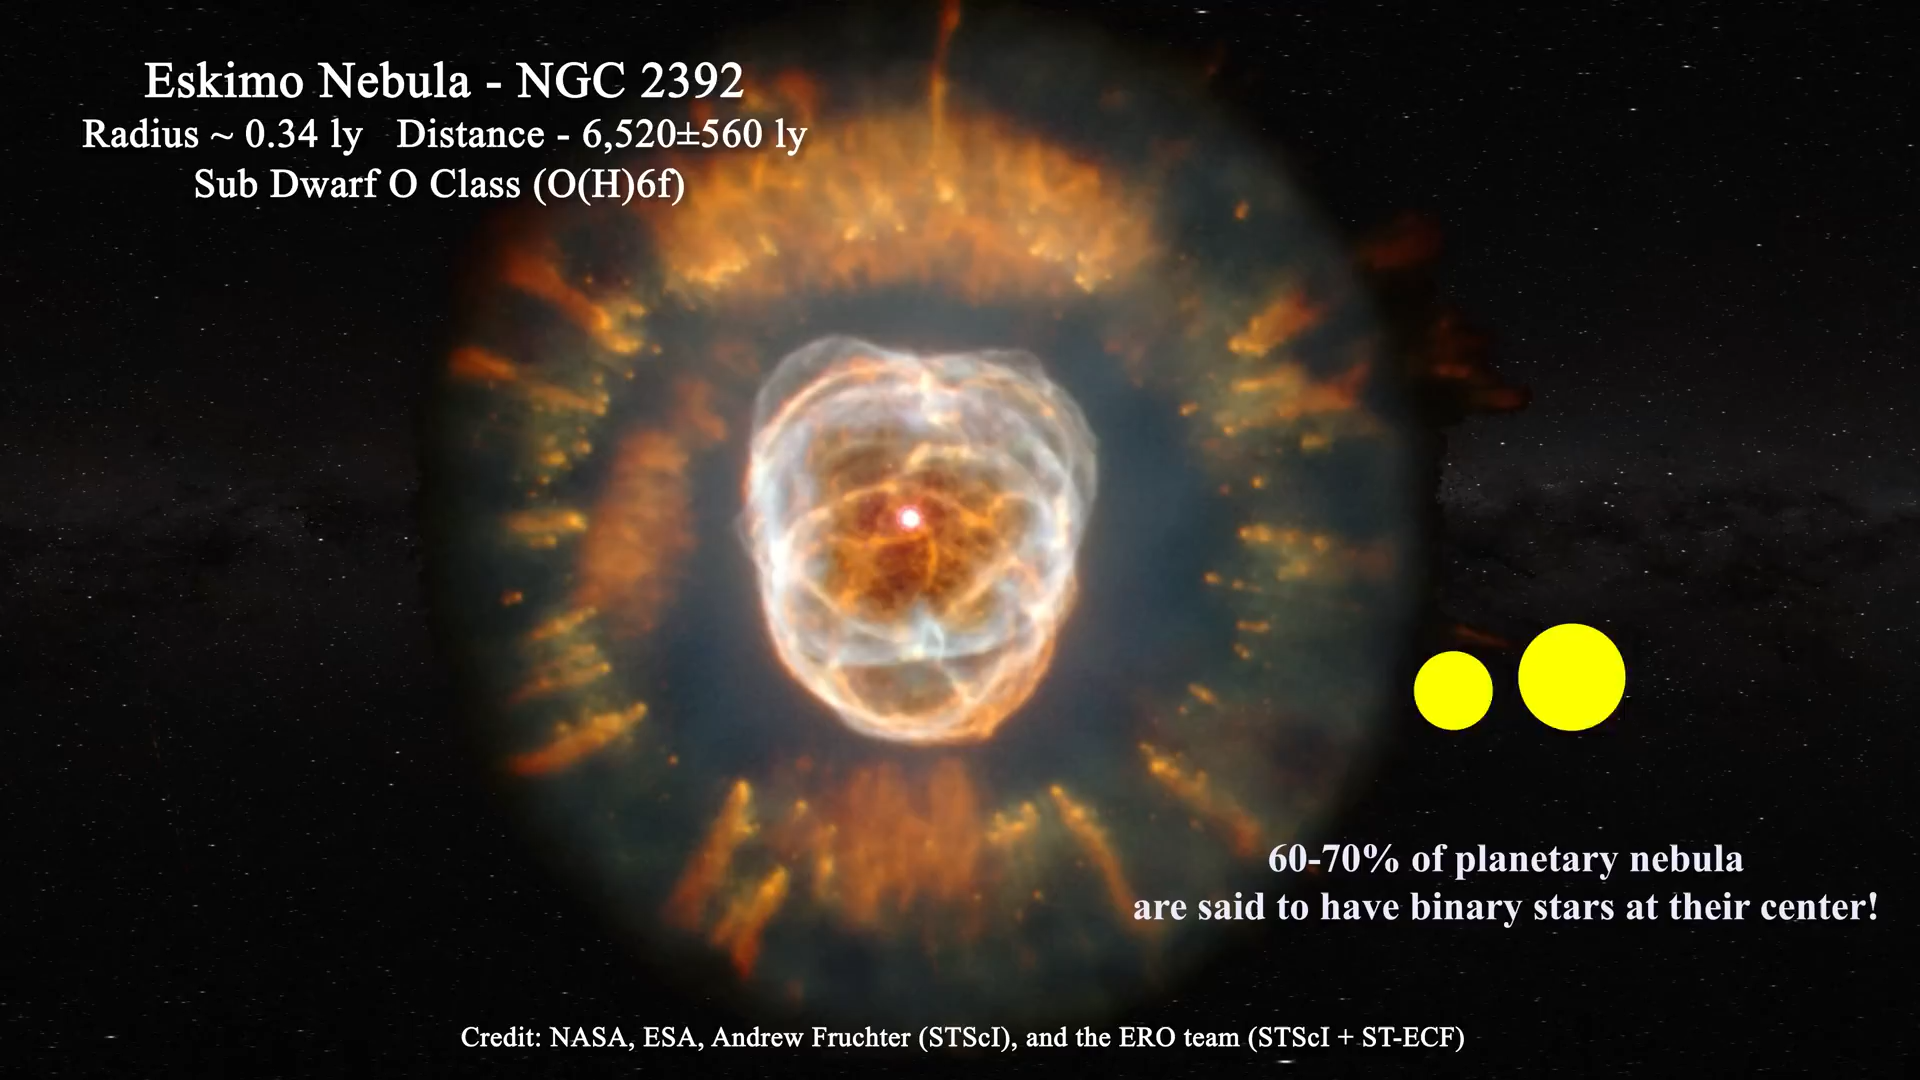 Eskimo Nebula - NGC 2392
Radius ~ 0.34 ly   Distance - 6,520±560 ly
Sub Dwarf O Class (O(H)6f)
60-70% of planetary nebula
are said to have binary stars at their center!
Credit: NASA, ESA, Andrew Fruchter (STScI), and the ERO team (STScI + ST-ECF)